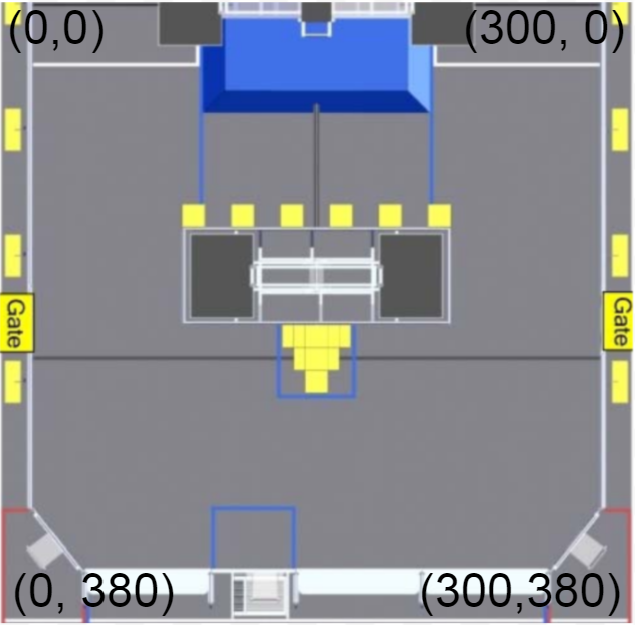 (0,0)
(300, 0)
Gate
Gate
(0, 380)
(300,380)